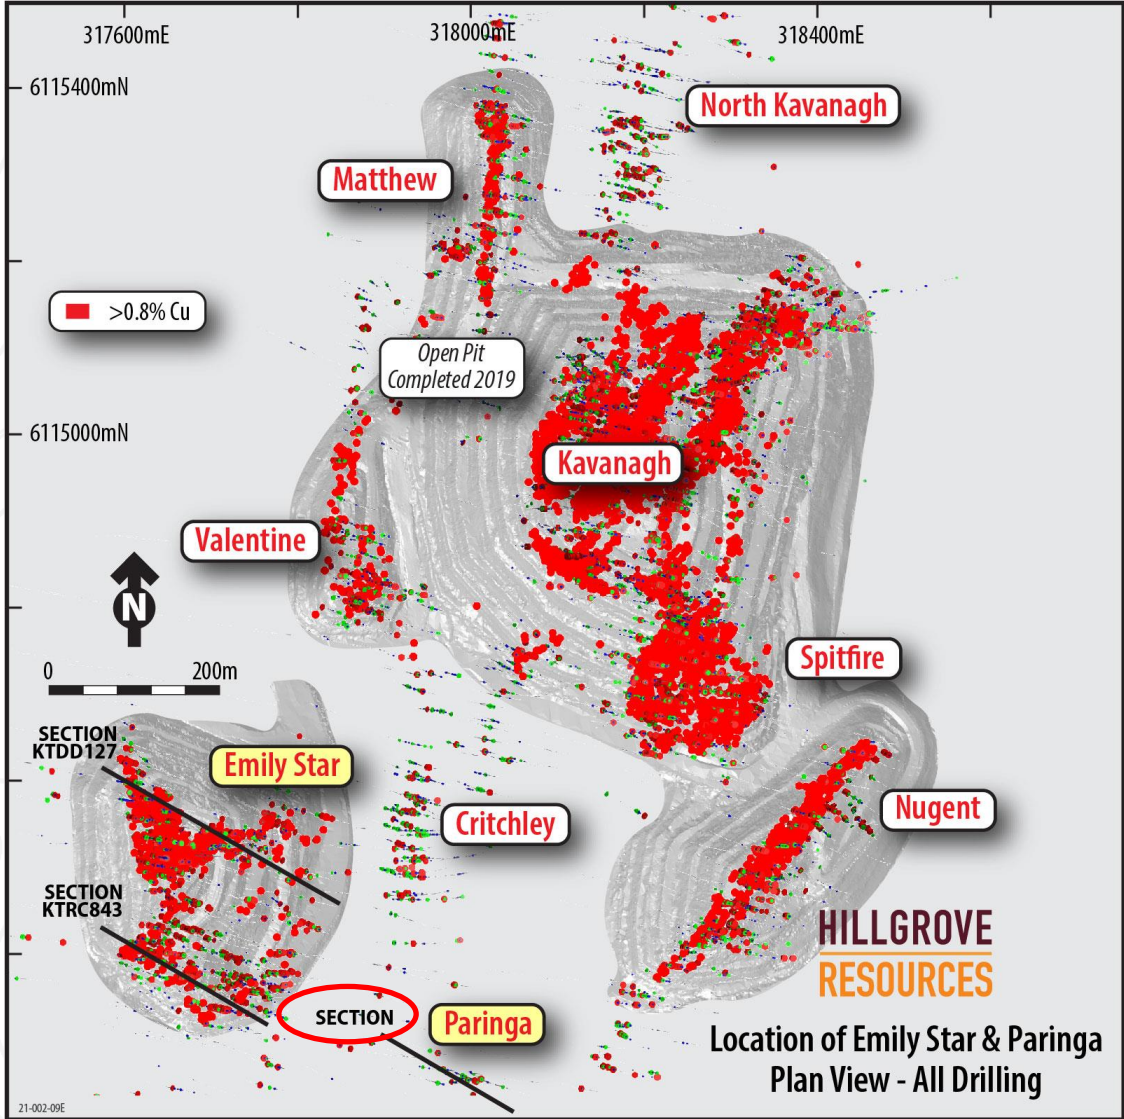 317600mE
318000mE
318400mE
6115400mN
North Kavanagh
Matthew
>0.8% Cu
Open Pit
Completed 2019
6115000mN
Kavanagh
Valentine
N
0 200m
Spitfire
SECTION
KTDD127
Emily Star
Critchley
Nugent
SECTION
KTRC843
HILLGROVE
RESOURCES
SECTION
Paringa
Location of Emily Star & Paringa
Plan View - All Drilling
21-002-09E